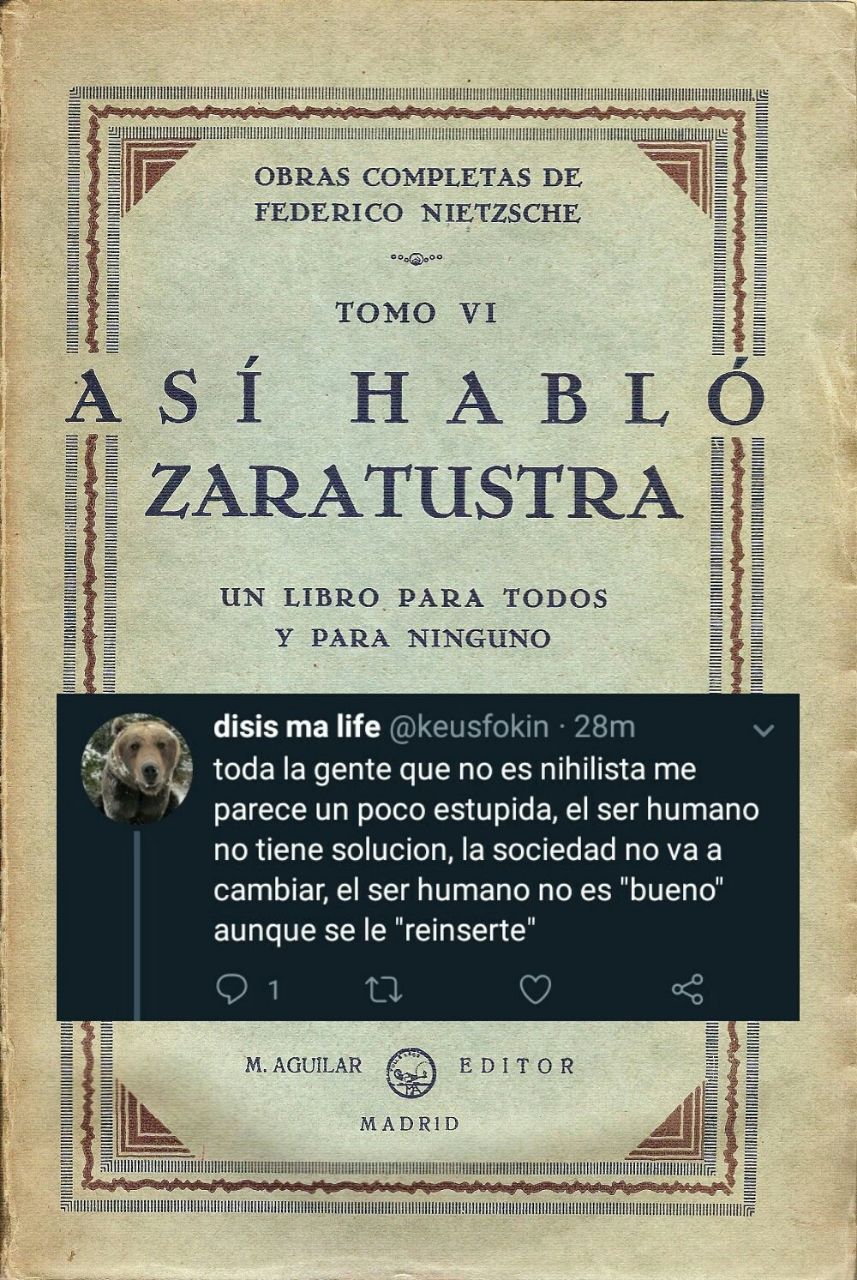 OBRAS COMPLETAS DE
FEDERICO NIETZSCHE
TOMO VI
ASÍ HABLÓ
ZARATUSTRA
UN LIBRO PARA TODOS
Y PARA NINGUNO
disis ma life @keusfokin · 28m
toda la gente que no es nihilista me
parece un poco estupida, el ser humano
no tiene solucion, la sociedad no va a
cambiar, el ser humano no es "bueno"
aunque se le "reinserte"
1
M. AGUILAR EDITOR
MADRID